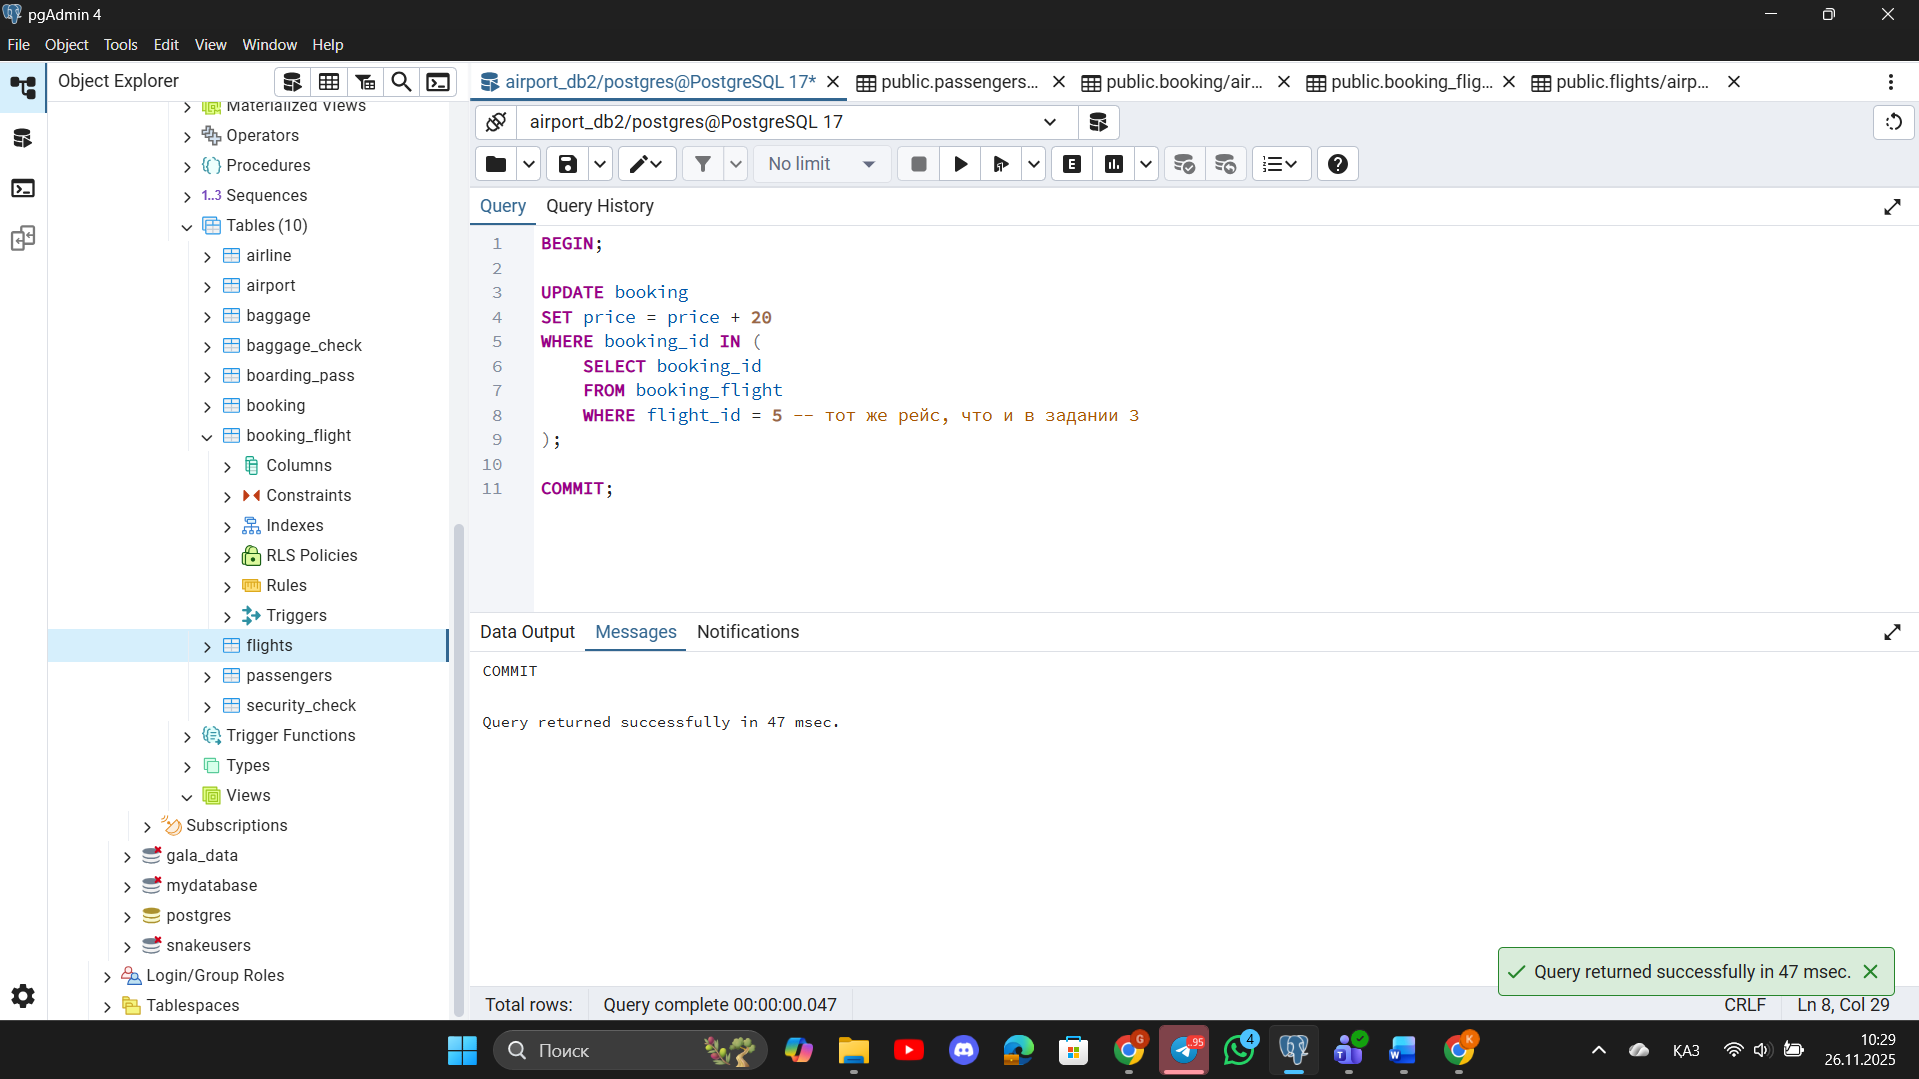 pgAdmin 4
File Object Tools Edit View Window Help
Object Explorer
airport_db2/postgres@PostgreSQL 17* public.passengers... public.booking/air... public.booking_flig... public.flights/airp...
Materialized Views
Operators
Procedures
1..3 Sequences
Tables (10)
airline
airport
baggage
baggage_check
boarding_pass
booking
booking_flight
Columns
Constraints
Indexes
RLS Policies
Rules
Triggers
flights
passengers
security_check
Trigger Functions
Types
Views
Subscriptions
gala_data
mydatabase
postgres
snakeusers
Login/Group Roles
Tablespaces
airport_db2/postgres@PostgreSQL 17
No limit E
Query Query History
1 BEGIN;
2
3 UPDATE booking
4 SET price = price + 20
5 WHERE booking_id IN (
6 SELECT booking_id
7 FROM booking_flight
8 WHERE flight_id = 5 -- тот же рейс, что и в задании 3
9 );
10
11 COMMIT;
Data Output Messages Notifications
COMMIT
Query returned successfully in 47 msec.
Query returned successfully in 47 msec.
Total rows: Query complete 00:00:00.047 CRLF Ln 8, Col 29
Поиск G .95 4 T W K ҚАЗ 10:29
26.11.2025